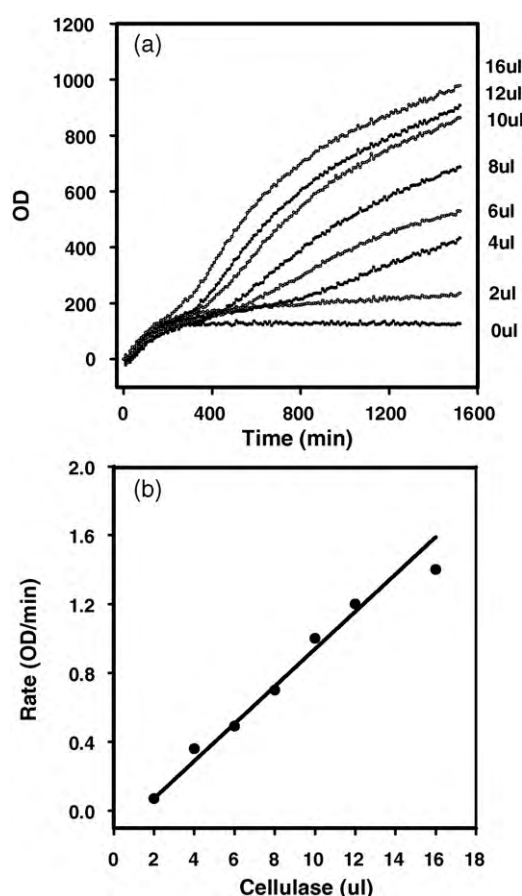 (a)
1200
1000
800
600
400
200
0
OD
16ul
12ul
10ul
8ul
6ul
4ul
2ul
0ul
0 400 800 1200 1600
Time (min)
(b)
2.0
1.6
1.2
0.8
0.4
0.0
Rate (OD/min)
0 2 4 6 8 10 12 14 16 18
Cellulase (ul)